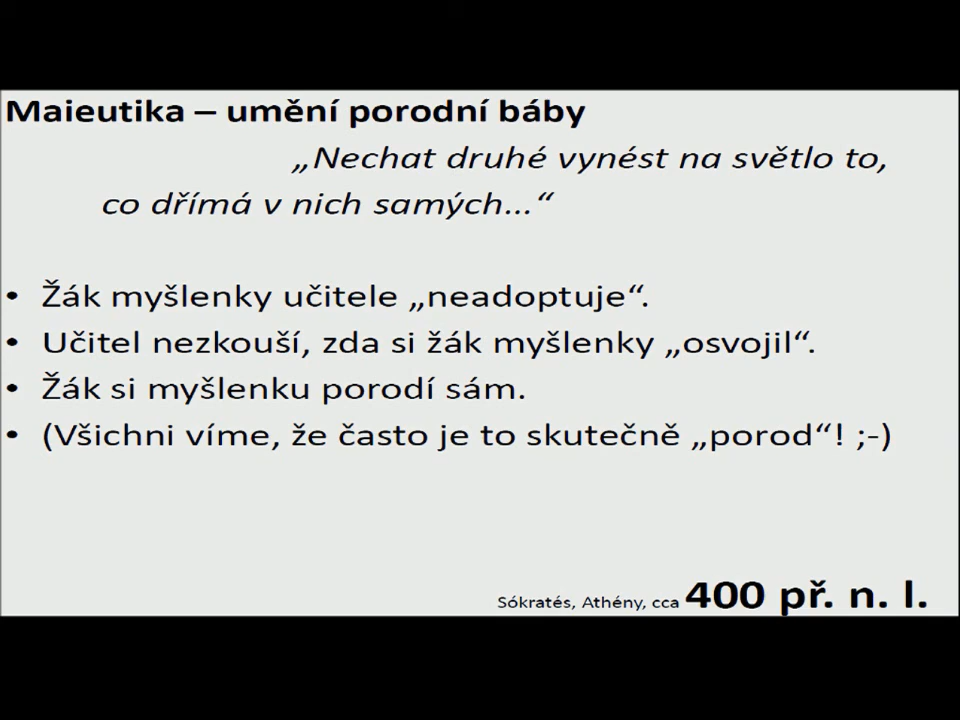 Maieutika – umění porodní báby
„Nechat druhé vynést na světlo to,
co dřímá v nich samých...“
• Žák myšlenky učitele „neadoptuje“.
• Učitel nezkouší, zda si žák myšlenky „osvojil“.
• Žák si myšlenku porodí sám.
• (Všichni víme, že často je to skutečně „porod“! ;-)
Sókratés, Athény, cca 400 př. n. l.